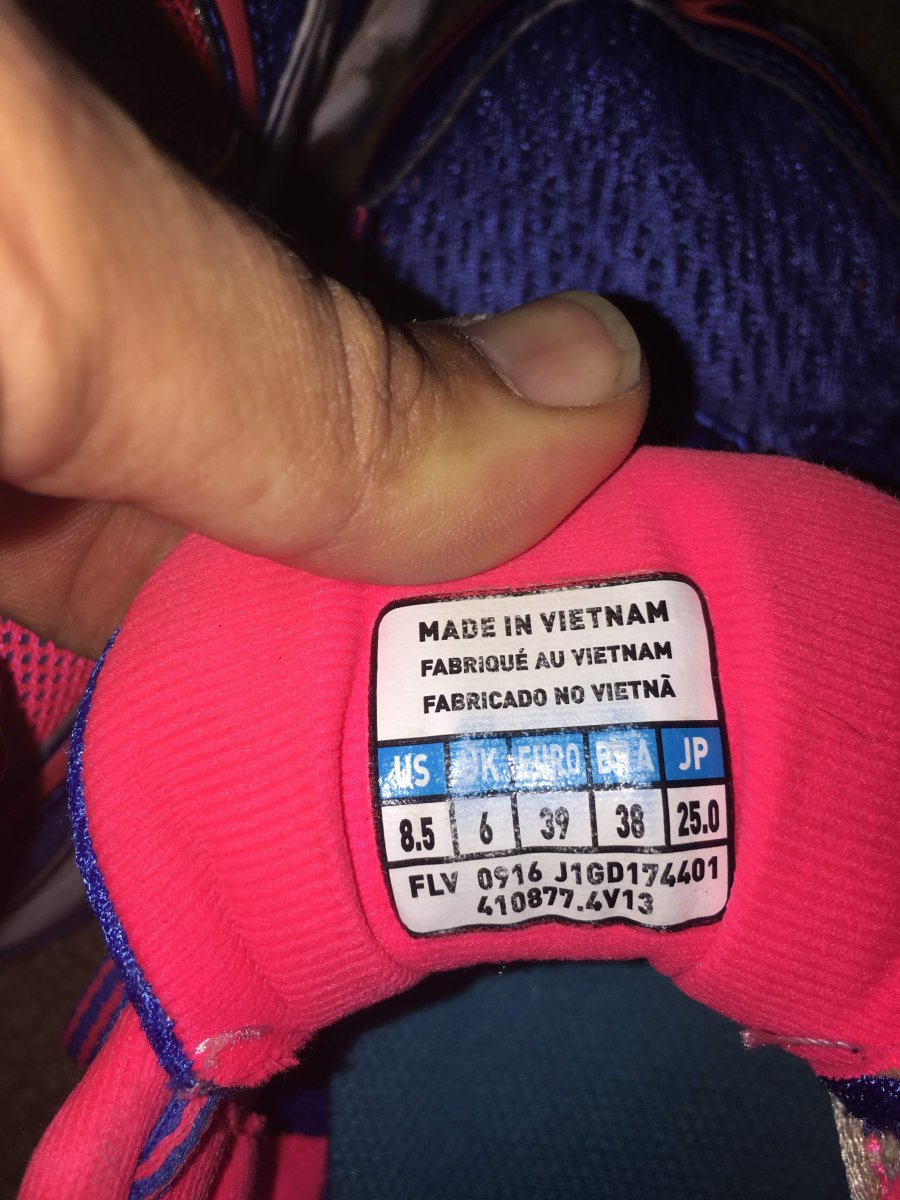 MADE IN VIETNAM
FABRIQUÉ AU VIETNAM
FABRICADO NO VIETNÃ
US UK EURO BRA JP
8.5 6 39 38 25.0
FLV 0916 J1GD174401
410877.4V13